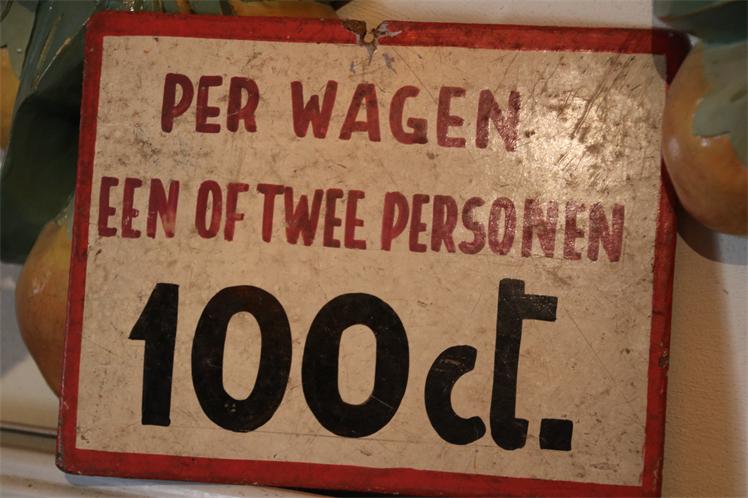 PER WAGEN
EEN OF TWEE PERSONEN
100 ct.